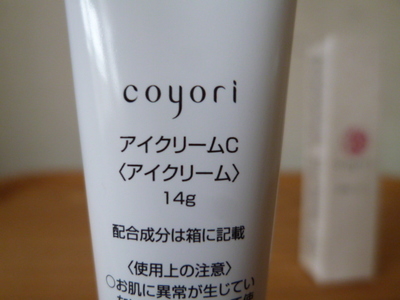 coyori
アイクリームC
〈アイクリーム〉
14g
配合成分は箱に記載
〈使用上の注意〉
○お肌に異常が生じてい